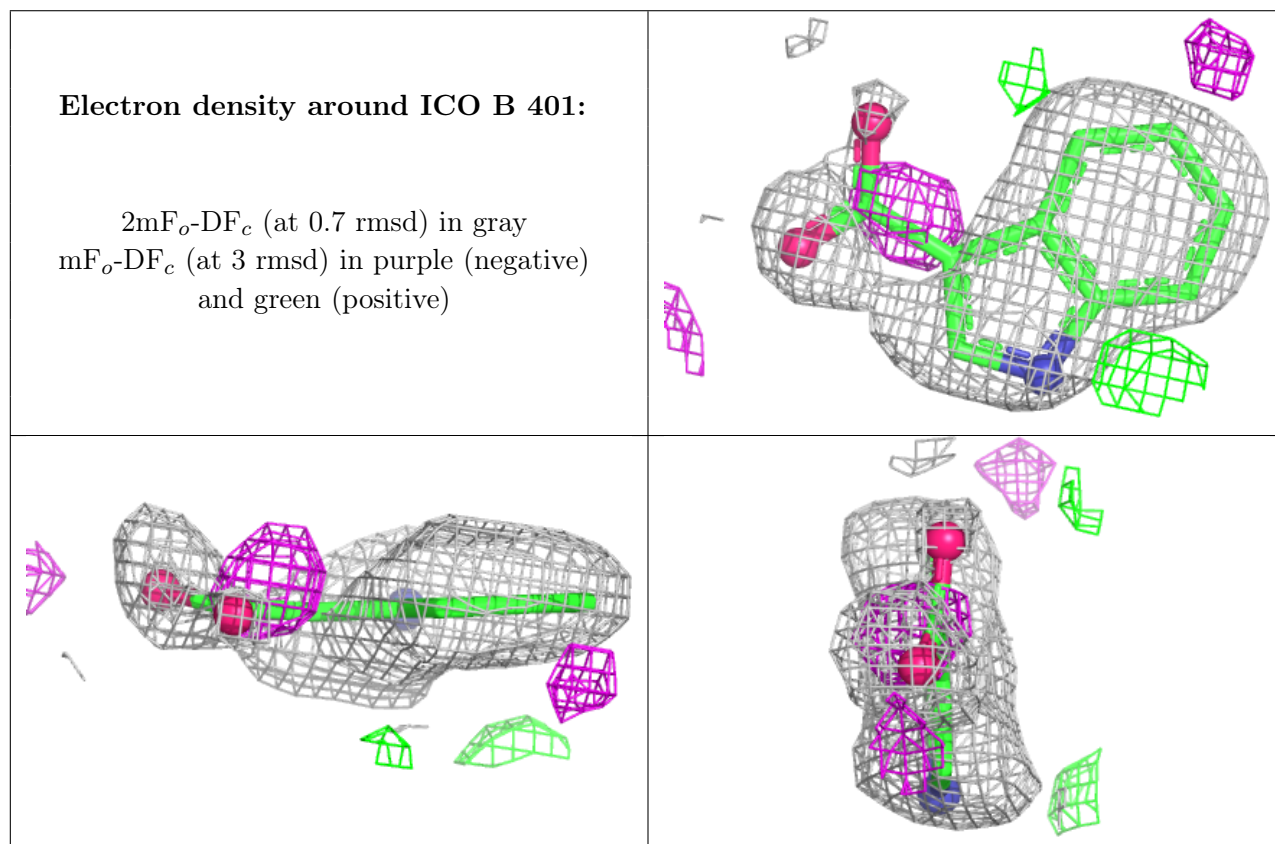 Electron density around ICO B 401:
2mFo-DFc (at 0.7 rmsd) in gray
mFo-DFc (at 3 rmsd) in purple (negative)
and green (positive)